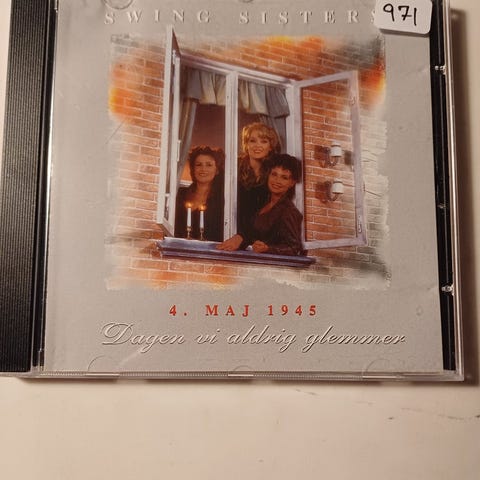 SWING SISTERS
971
4. MAJ 1945
Dagen vi aldrig glemmer